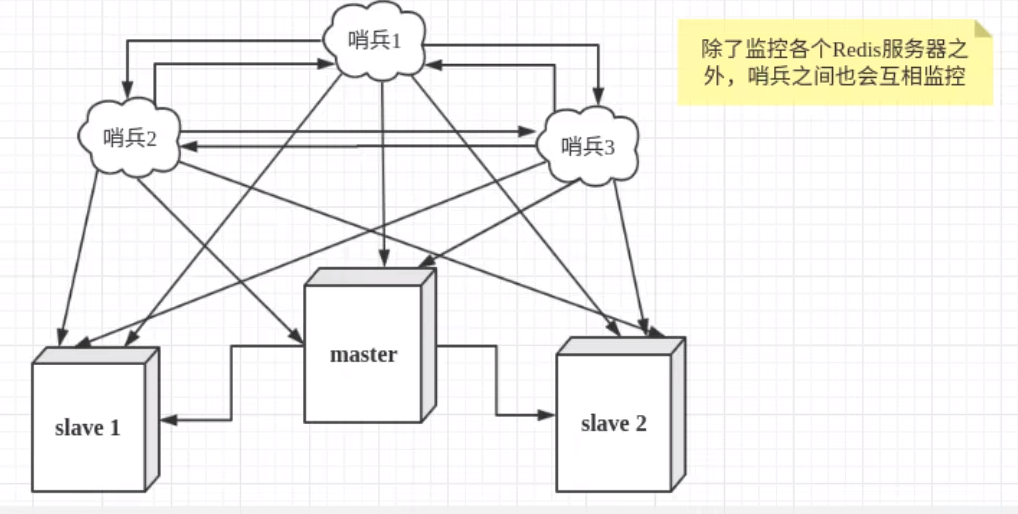 哨兵1
除了监控各个Redis服务器之
外，哨兵之间也会互相监控
哨兵2
哨兵3
master
slave 1
slave 2